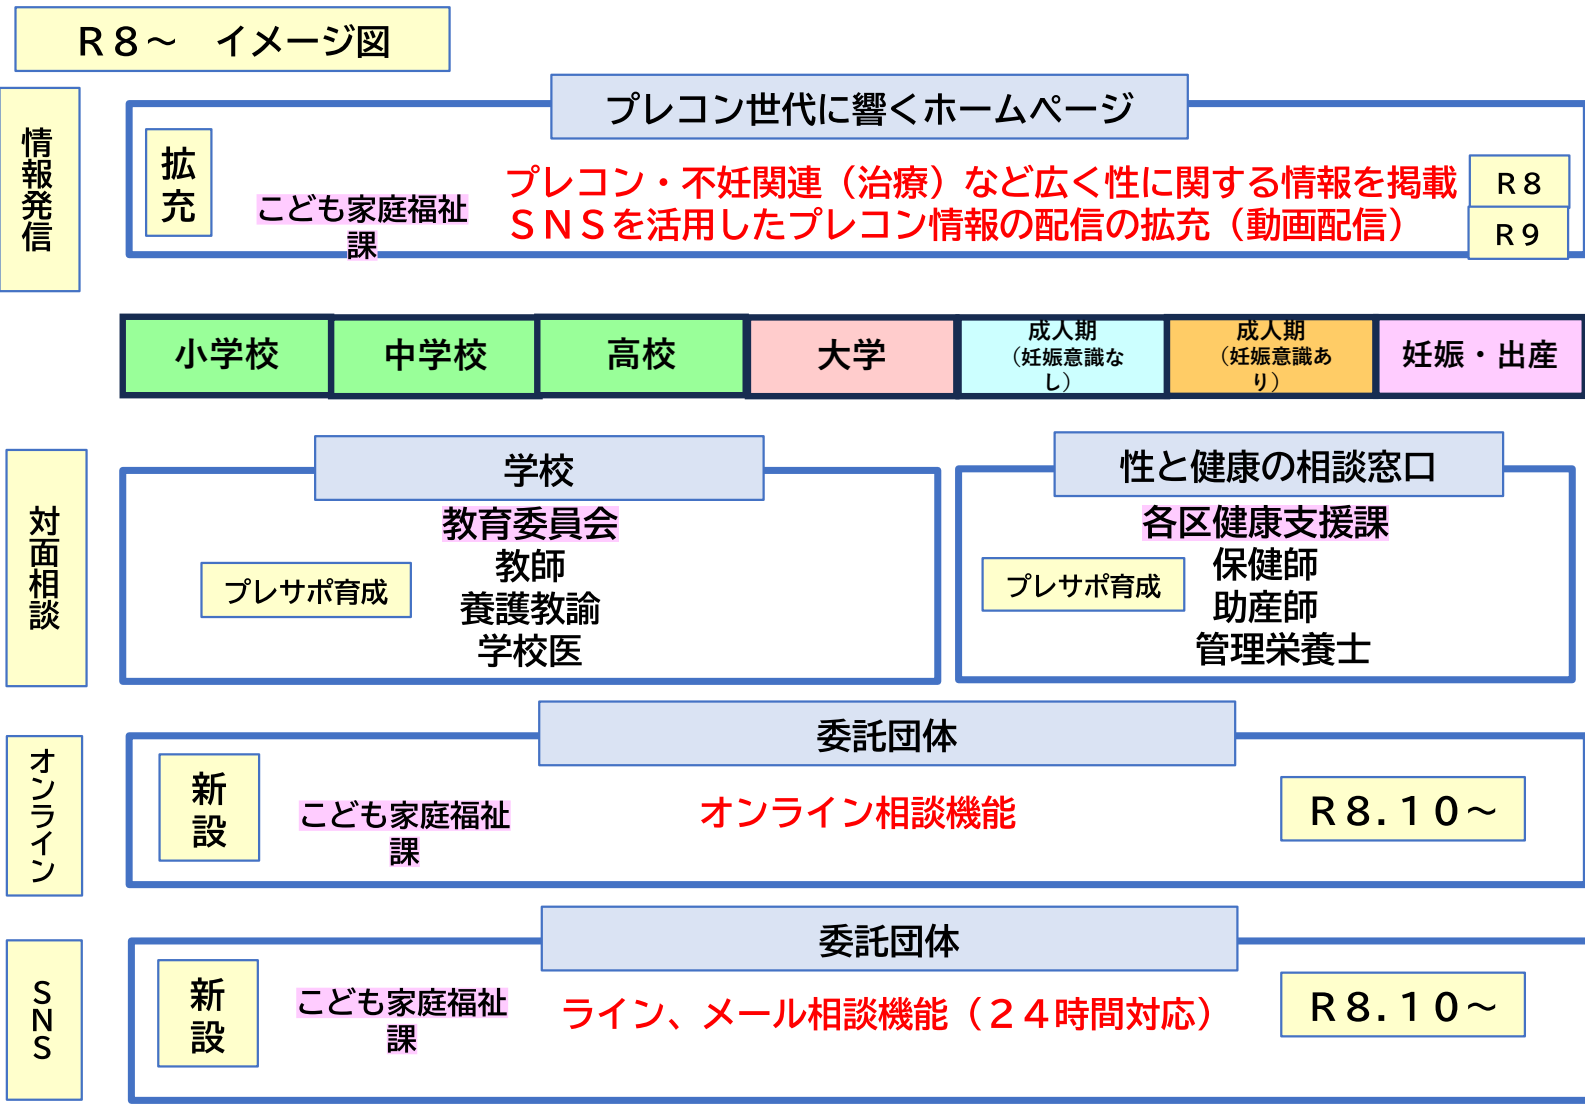 R8~　イメージ図
情報発信
プレコン世代に響くホームページ
拡充
こども家庭福祉
課
プレコン・不妊関連（治療）など広く性に関する情報を掲載
SNSを活用したプレコン情報の配信の拡充（動画配信）
R8
R9
小学校
中学校
高校
大学
成人期
（妊娠意識な
し）
成人期
（妊娠意識あ
り）
妊娠・出産
対面相談
学校
教育委員会
教師
養護教諭
学校医
プレサポ育成
性と健康の相談窓口
各区健康支援課
保健師
助産師
管理栄養士
プレサポ育成
オンライン
委託団体
新設
こども家庭福祉
課
オンライン相談機能
R8.10~
SNS
委託団体
新設
こども家庭福祉
課
ライン、メール相談機能（24時間対応）
R8.10~